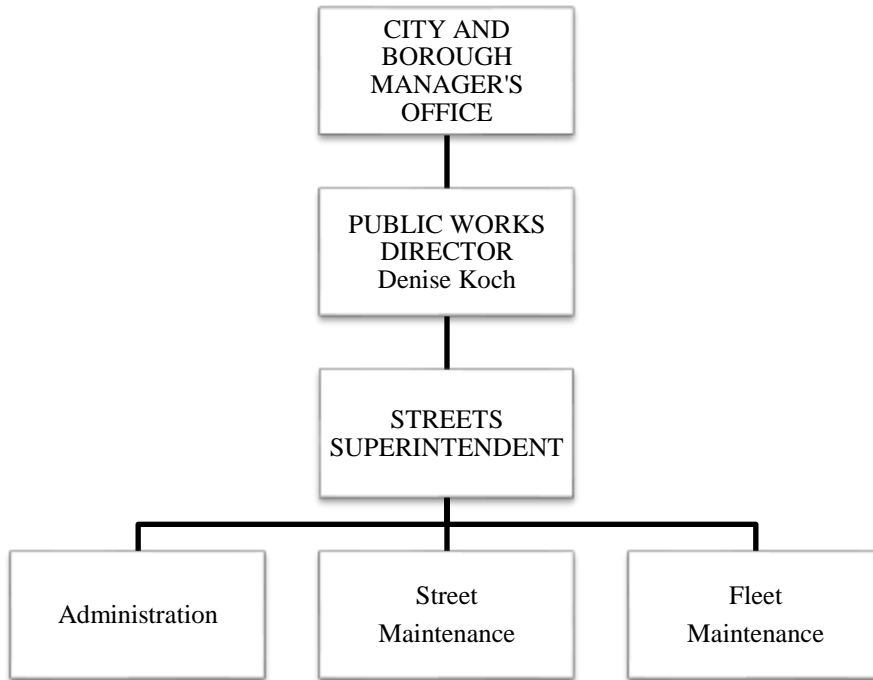 CITY AND
BOROUGH
MANAGER'S
OFFICE
PUBLIC WORKS
DIRECTOR
Denise Koch
STREETS
SUPERINTENDENT
Administration
Street
Maintenance
Fleet
Maintenance